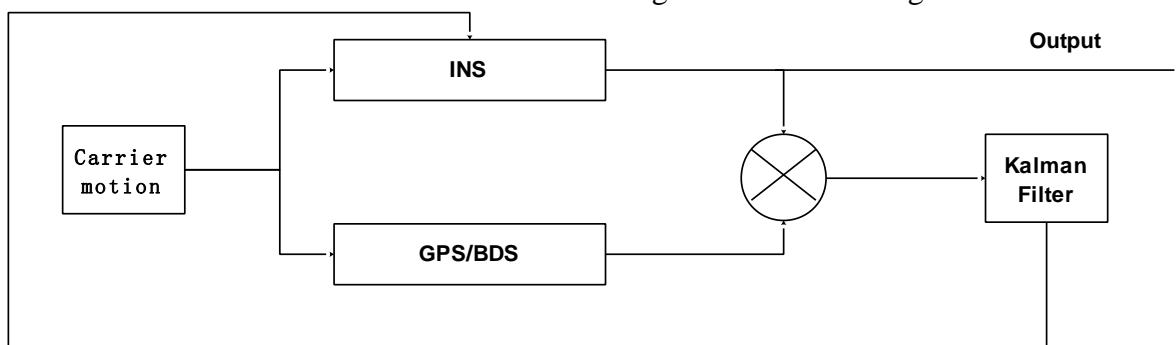 Output
INS
Carrier
motion
Kalman
Filter
GPS/BDS